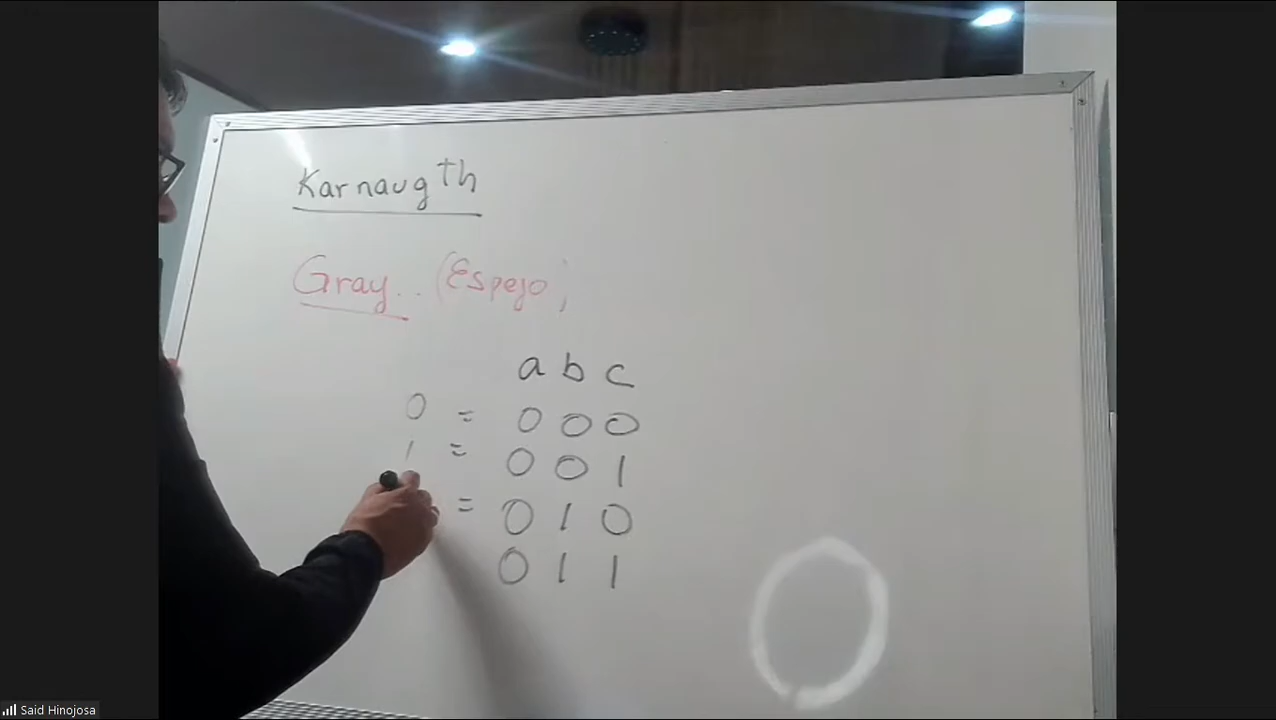 Karnaugth
Gray.. (Espejo)
a b c
0 = 0 0 0
1 = 0 0 1
= 0 1 0
0 1 1
Said Hinojosa